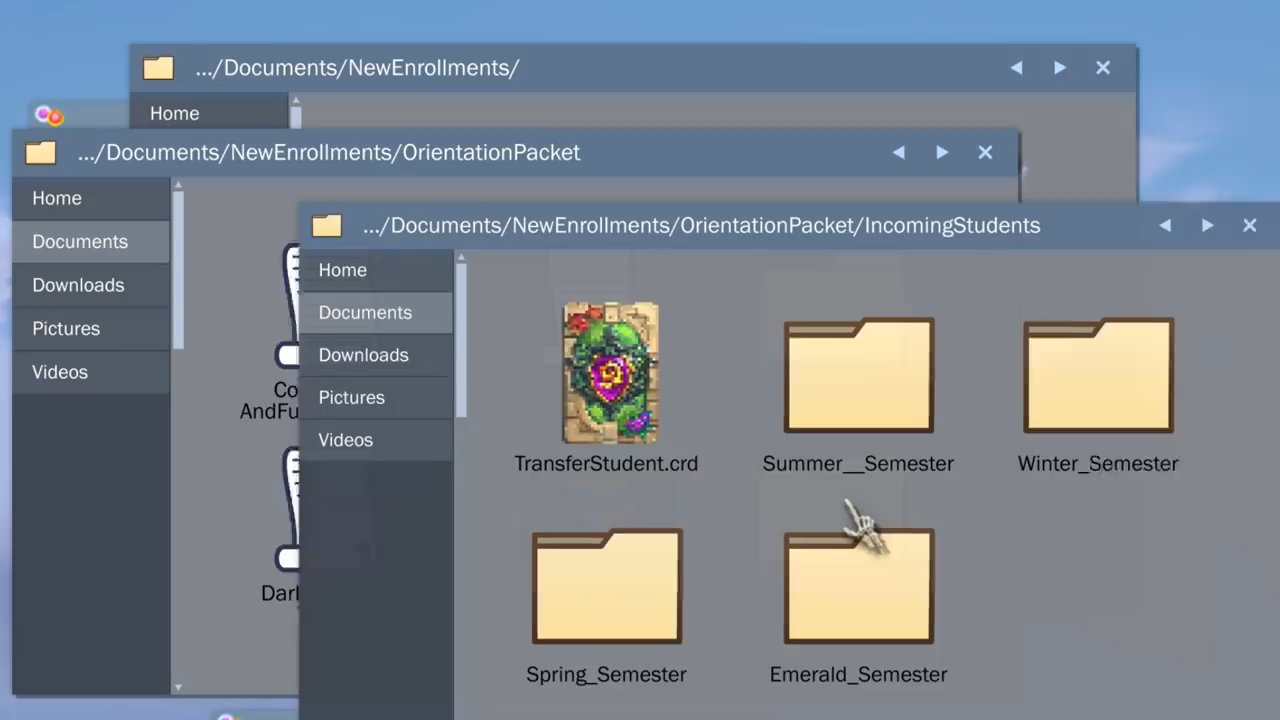 .../Documents/NewEnrollments/
Home
.../Documents/NewEnrollments/OrientationPacket
Home
Documents
Downloads
Pictures
Videos
.../Documents/NewEnrollments/OrientationPacket/IncomingStudents
Home
Documents
Downloads
Pictures
Videos
TransferStudent.crd
Summer__Semester
Winter_Semester
Spring_Semester
Emerald_Semester